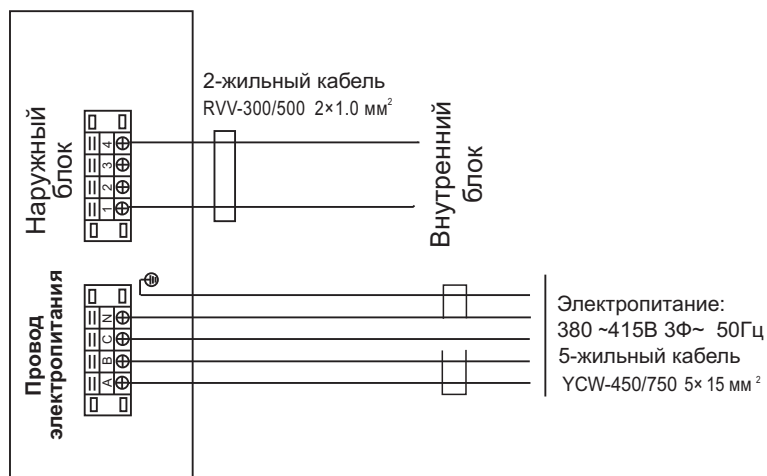 2-жильный кабель
RVV-300/500 2×1.0 мм²
Наружный
блок
4
3
2
1
Внутренний
блок
Провод
электропитания
N
C
B
A
Электропитание:
380 ~415В 3Ф~ 50Гц
5-жильный кабель
YCW-450/750 5× 15 мм ²